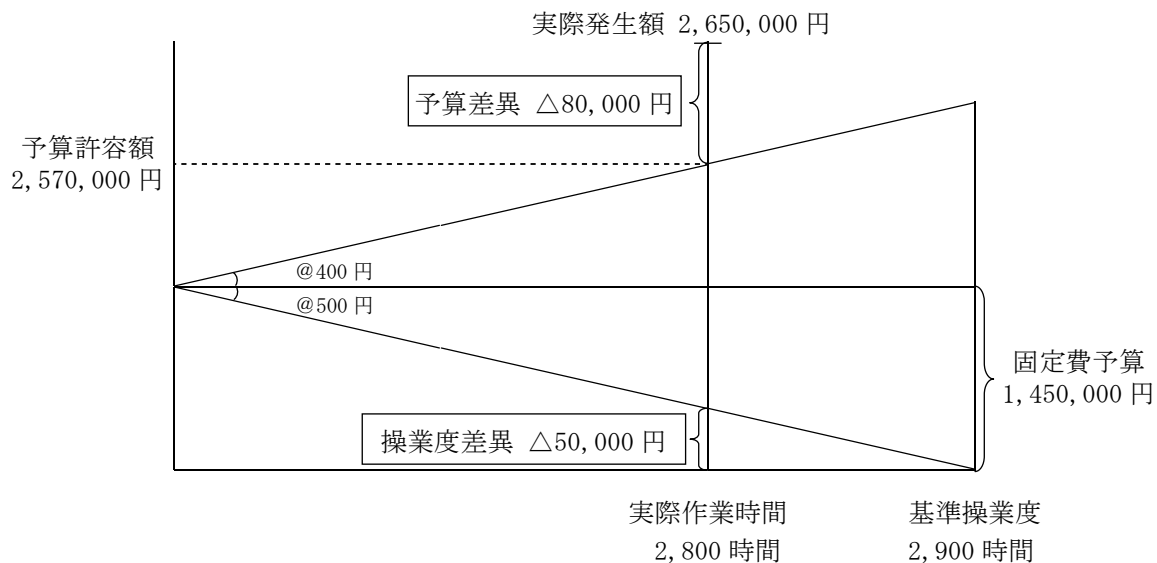 実際発生額 2,650,000 円
予算差異 △80,000 円
予算許容額
2,570,000 円
@400 円
@500 円
固定費予算
1,450,000 円
操業度差異 △50,000 円
実際作業時間
2,800 時間
基準操業度
2,900 時間